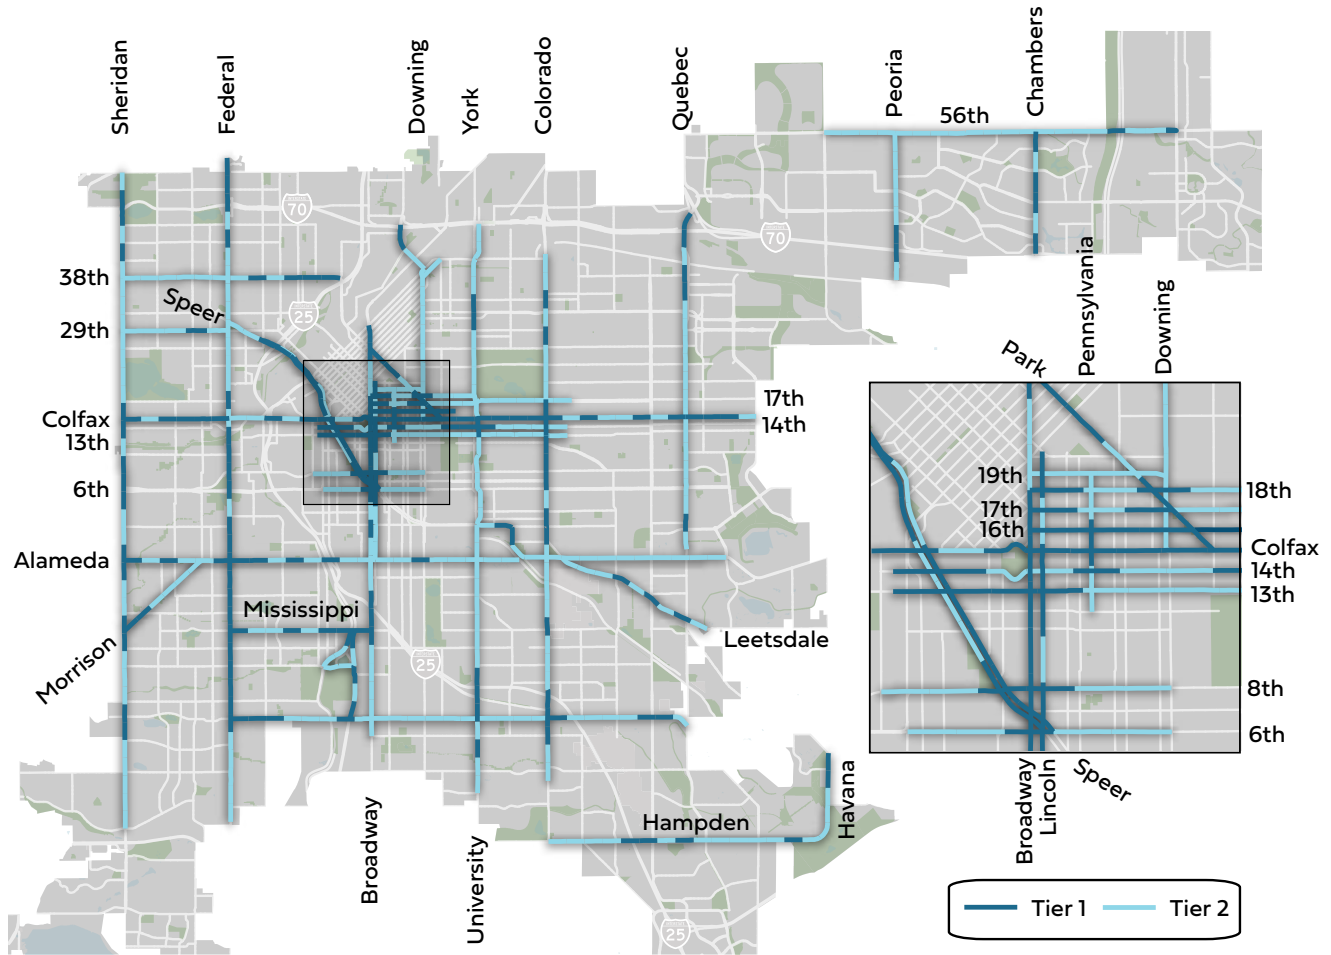 Sheridan
Federal
Downing
York
Colorado
Quebec
Peoria
Chambers
56th
70
70
38th
Speer
25
29th
Pennsylvania
Downing
Park
Colfax
13th
17th
14th
6th
19th
18th
17th
16th
Colfax
14th
13th
Alameda
Mississippi
Leetsdale
Morrison
25
8th
6th
Speer
Broadway
Lincoln
Hampden
Havana
Broadway
University
25
Tier 1
Tier 2